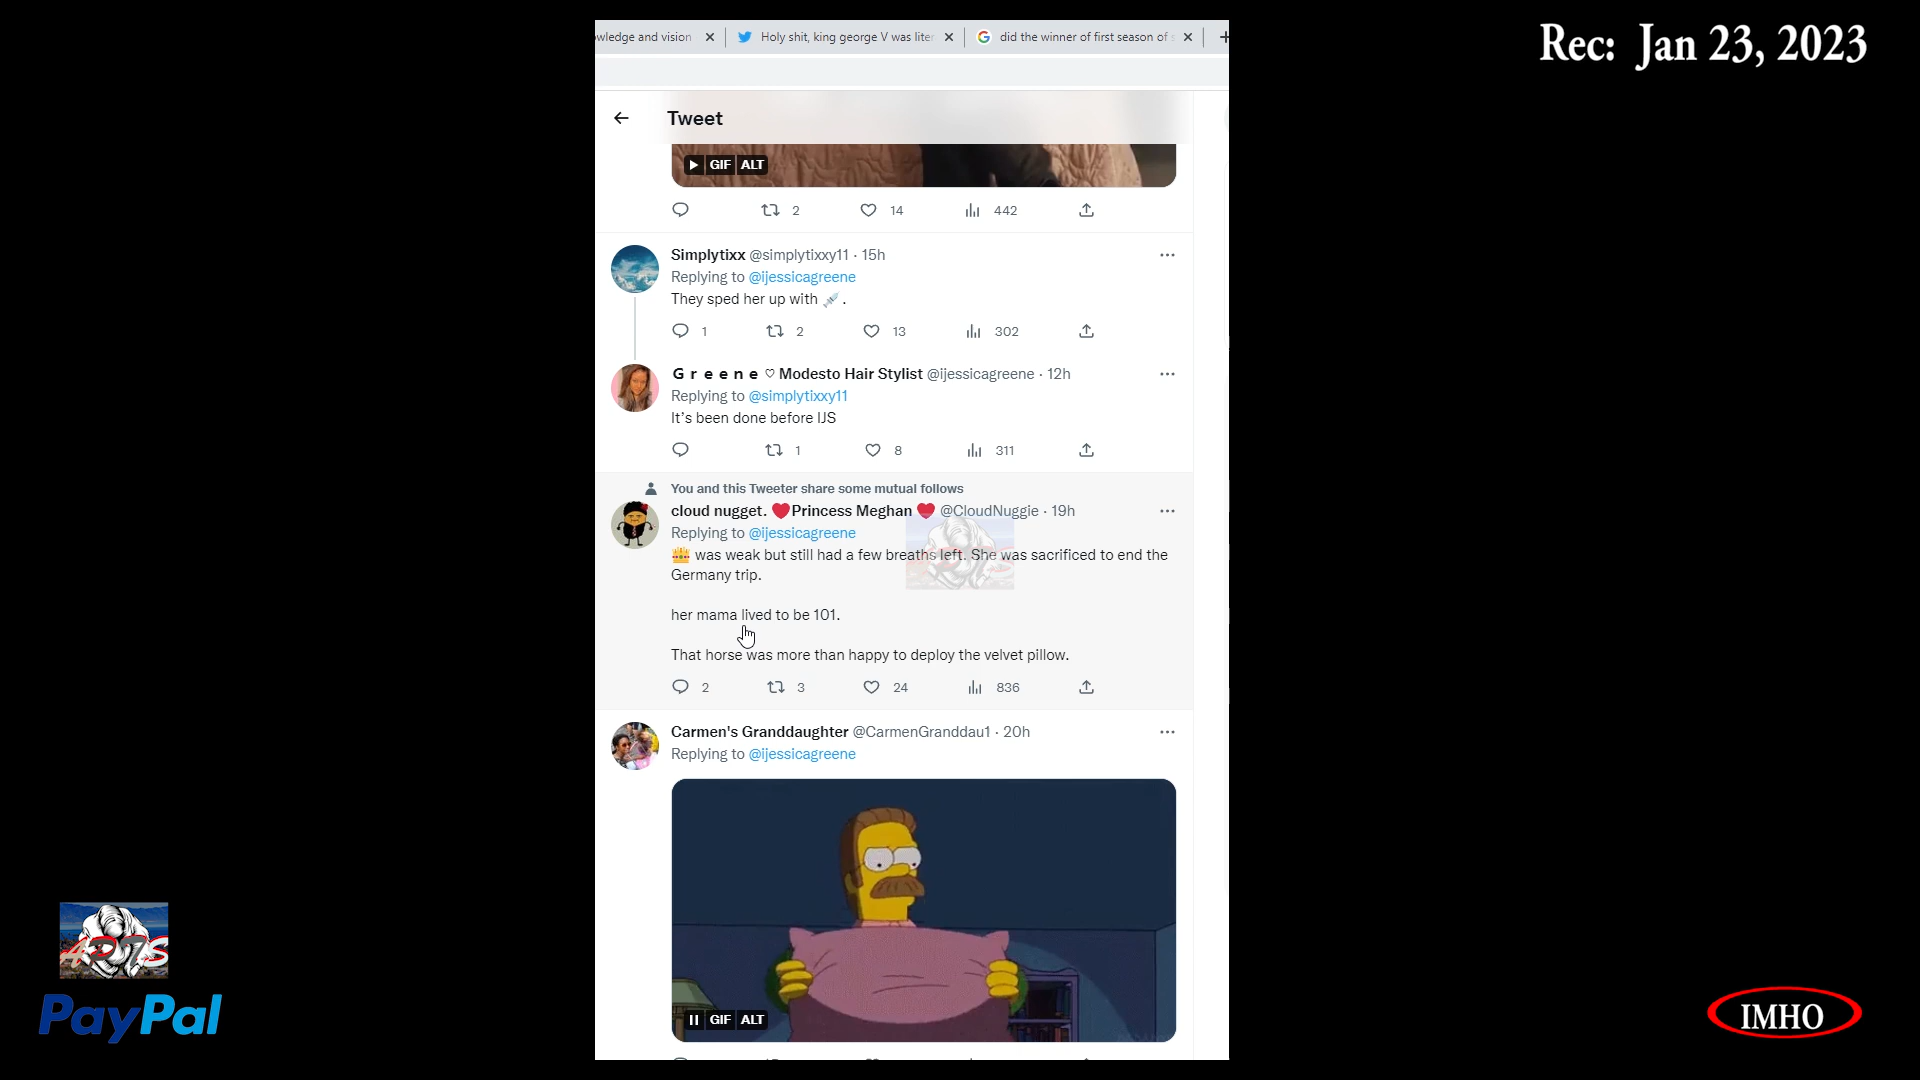 owledge and vision
Holy shit, king george V was liter
did the winner of first season of s
Rec: Jan 23, 2023
Tweet
GIF ALT
2 14 442
Simplytixx @simplytixxy11 · 15h
Replying to @ijessicagreene
They sped her up with 💉.
1 2 13 302
G r e e n e ♡ Modesto Hair Stylist @ijessicagreene · 12h
Replying to @simplytixxy11
It's been done before IJS
1 8 311
You and this Tweeter share some mutual follows
cloud nugget. ❤️Princess Meghan ❤️ @CloudNuggie · 19h
Replying to @ijessicagreene
👑 was weak but still had a few breaths left. She was sacrificed to end the
Germany trip.
her mama lived to be 101.
That horse was more than happy to deploy the velvet pillow.
2 3 24 836
Carmen's Granddaughter @CarmenGranddau1 · 20h
Replying to @ijessicagreene
GIF ALT
PayPal
IMHO